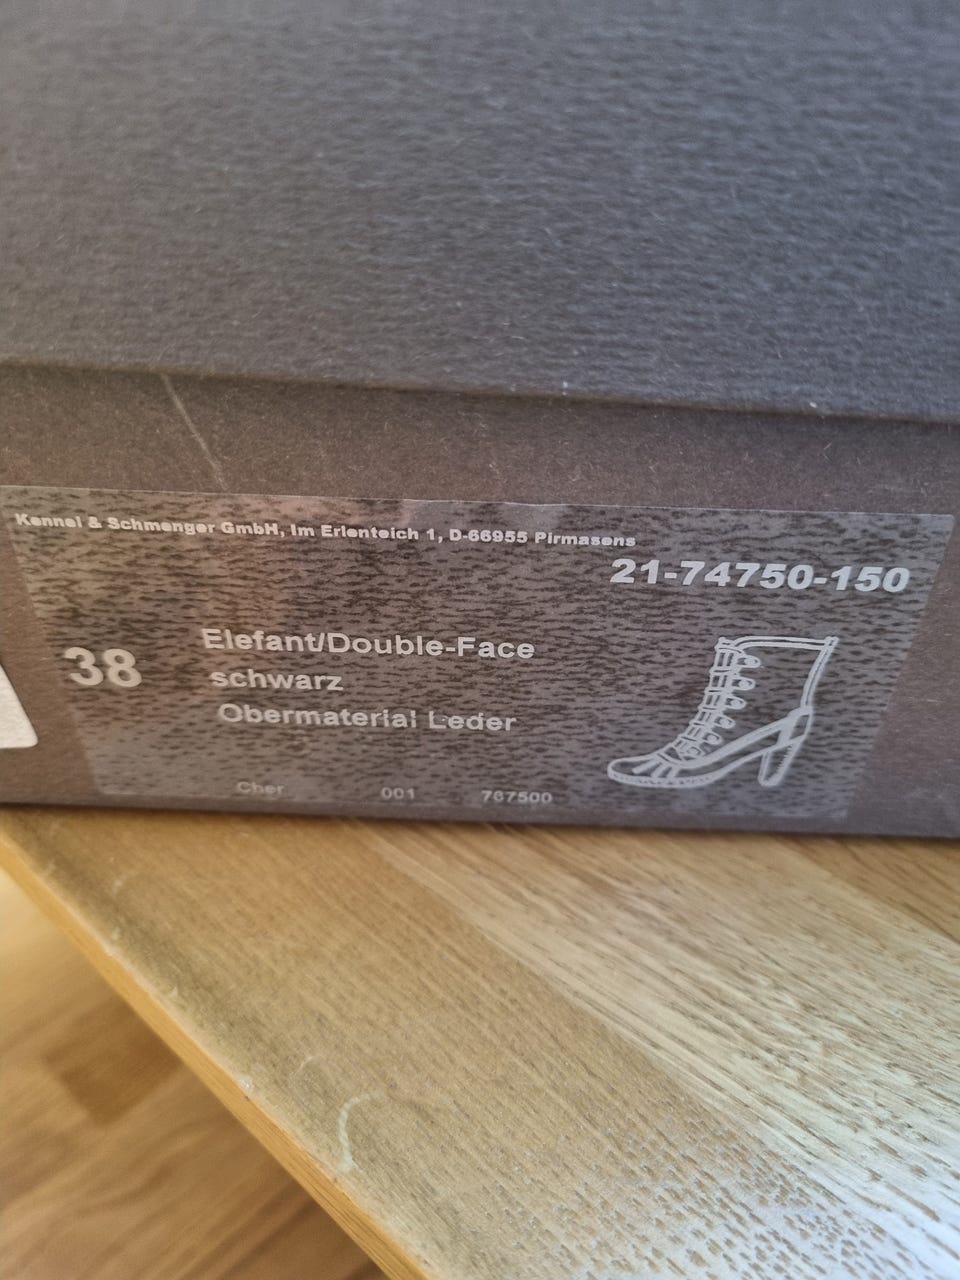 Kennel & Schmenger GmbH, Im Erlenteich 1, D-66955 Pirmasens
21-74750-150
38
Elefant/Double-Face
schwarz
Obermaterial Leder
Cher 001 767500